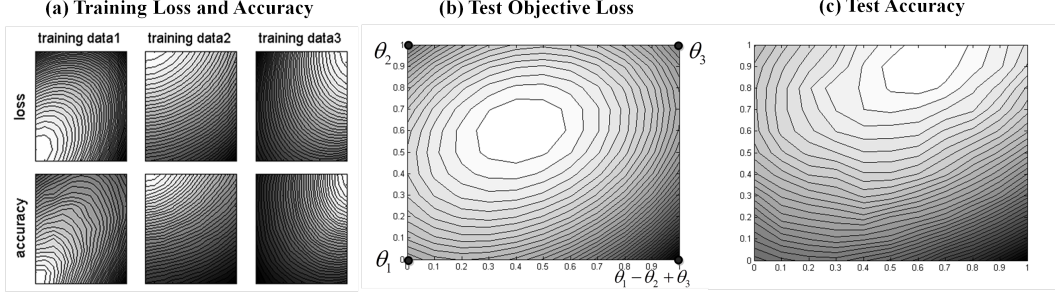 (a) Training Loss and Accuracy
training data1 training data2 training data3
loss
accuracy
(b) Test Objective Loss
θ₂
θ₃
1
0.9
0.8
0.7
0.6
0.5
0.4
0.3
0.2
0.1
0
θ₁
0 0.1 0.2 0.3 0.4 0.5 0.6 0.7 0.8 0.9 1
θ₁ − θ₂ + θ₃
(c) Test Accuracy
1
0.9
0.8
0.7
0.6
0.5
0.4
0.3
0.2
0.1
0
0 0.1 0.2 0.3 0.4 0.5 0.6 0.7 0.8 0.9 1